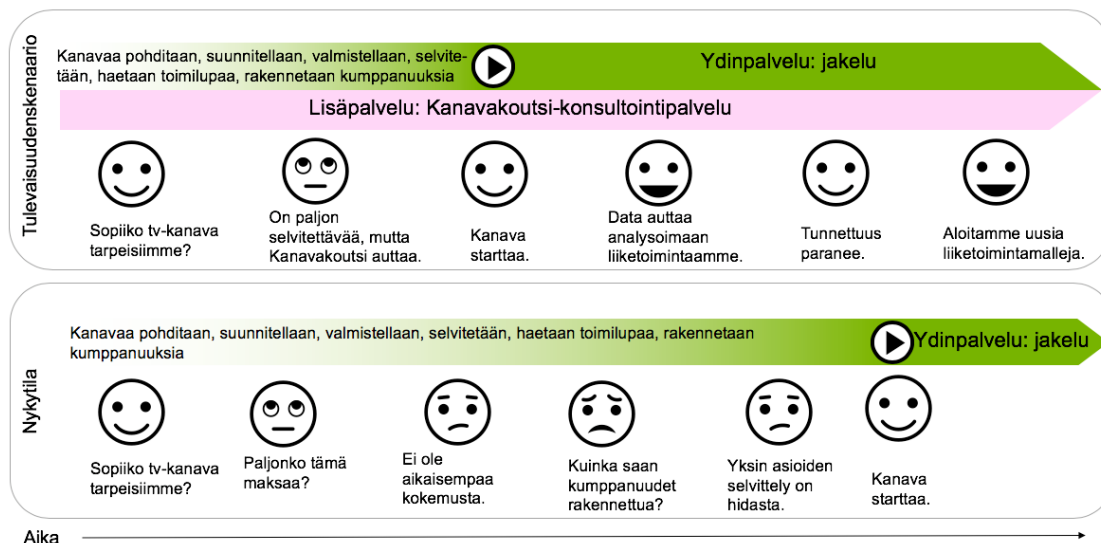 Tulevaisuudenskenaario
Kanavaa pohditaan, suunnitellaan, valmistellaan, selvite-
tään, haetaan toimilupaa, rakennetaan kumppanuuksia
Ydinpalvelu: jakelu
Lisäpalvelu: Kanavakoutsi-konsultointipalvelu
Sopiiko tv-kanava
tarpeisiimme?
On paljon
selvitettävää, mutta
Kanavakoutsi auttaa.
Kanava
starttaa.
Data auttaa
analysoimaan
liiketoimintaamme.
Tunnettuus
paranee.
Aloitamme uusia
liiketoimintamalleja.
Nykytila
Kanavaa pohditaan, suunnitellaan, valmistellaan, selvitetään, haetaan toimilupaa, rakennetaan
kumppanuuksia
Ydinpalvelu: jakelu
Sopiiko tv-kanava
tarpeisiimme?
Paljonko tämä
maksaa?
Ei ole
aikaisempaa
kokemusta.
Kuinka saan
kumppanuudet
rakennettua?
Yksin asioiden
selvittely on
hidasta.
Kanava
starttaa.
Aika